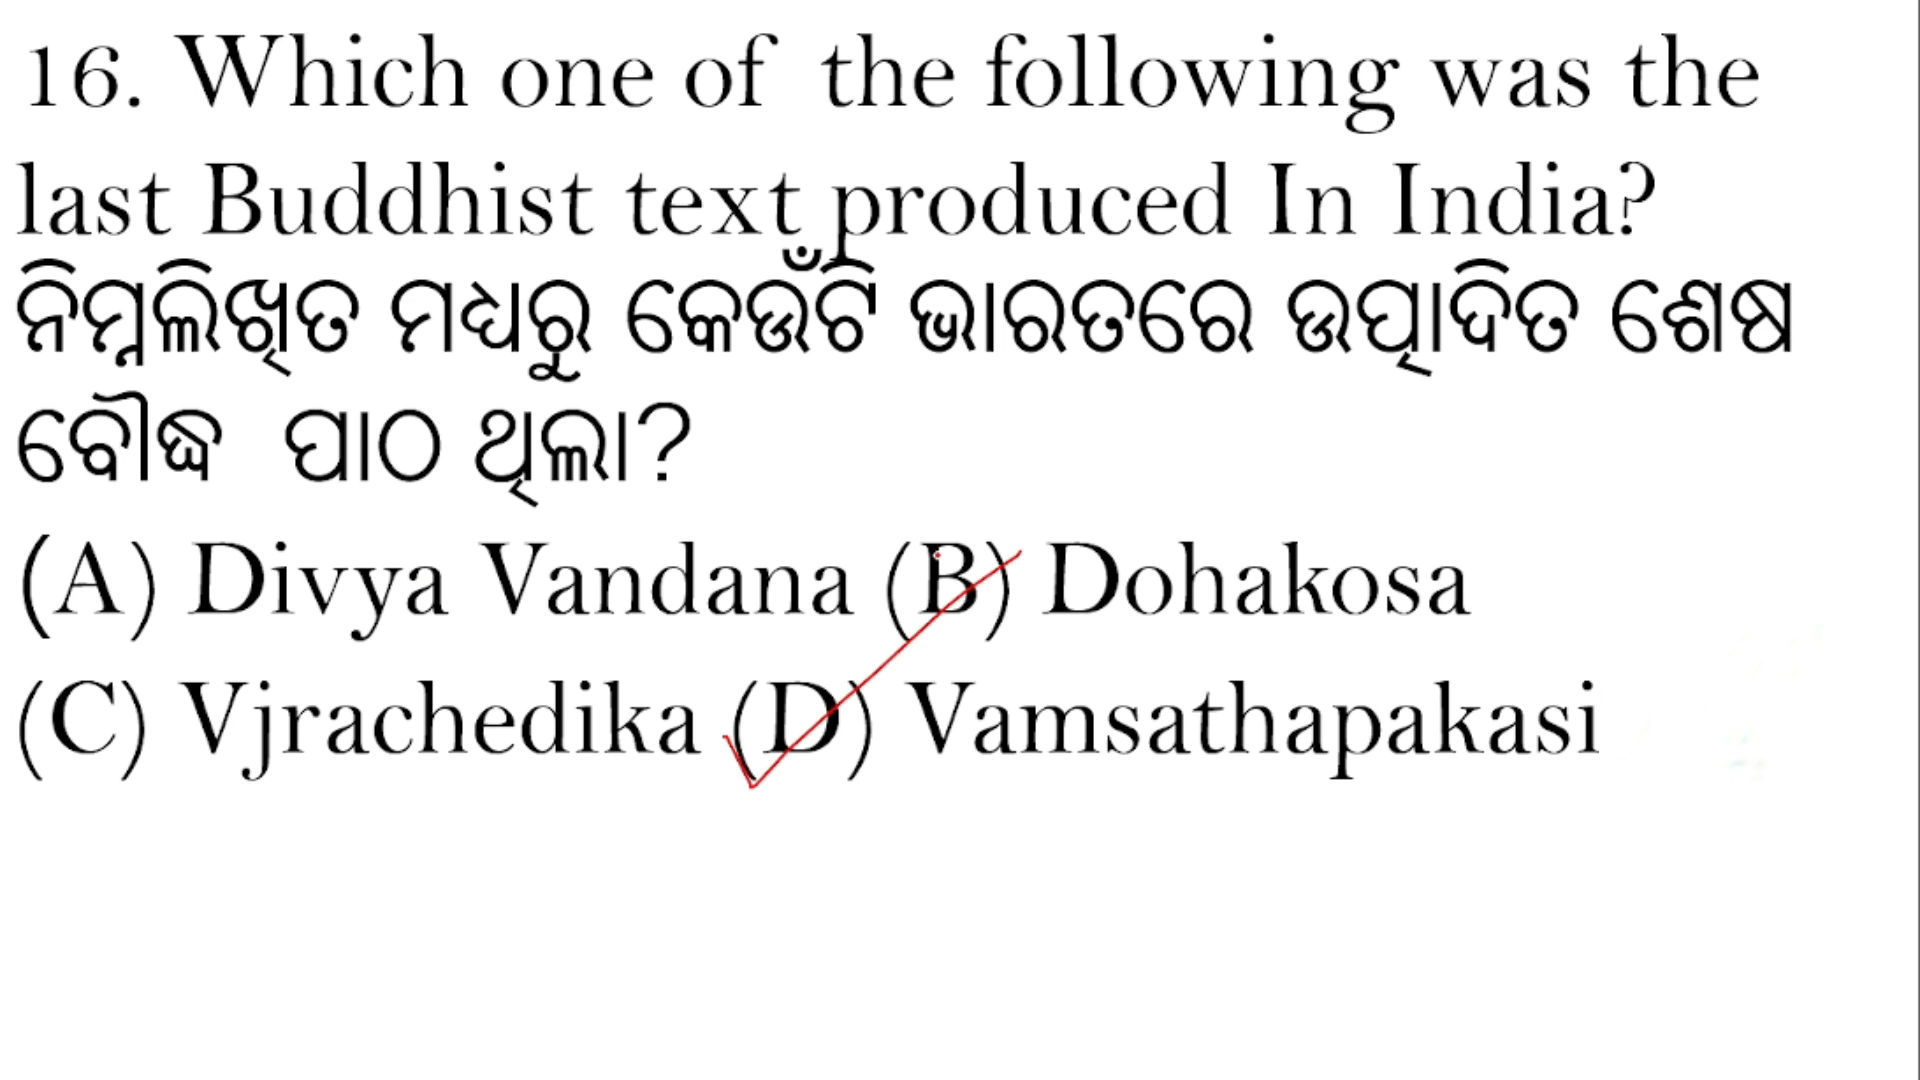 16. Which one of the following was the
last Buddhist text produced In India?
ନିମ୍ନଲିଖିତ ମଧ୍ୟରୁ କେଉଁଟି ଭାରତରେ ଉତ୍ପାଦିତ ଶେଷ
ବୌଦ୍ଧ ପାଠ ଥିଲା?
(A) Divya Vandana (B) Dohakosa
(C) Vjrachedika (D) Vamsathapakasi